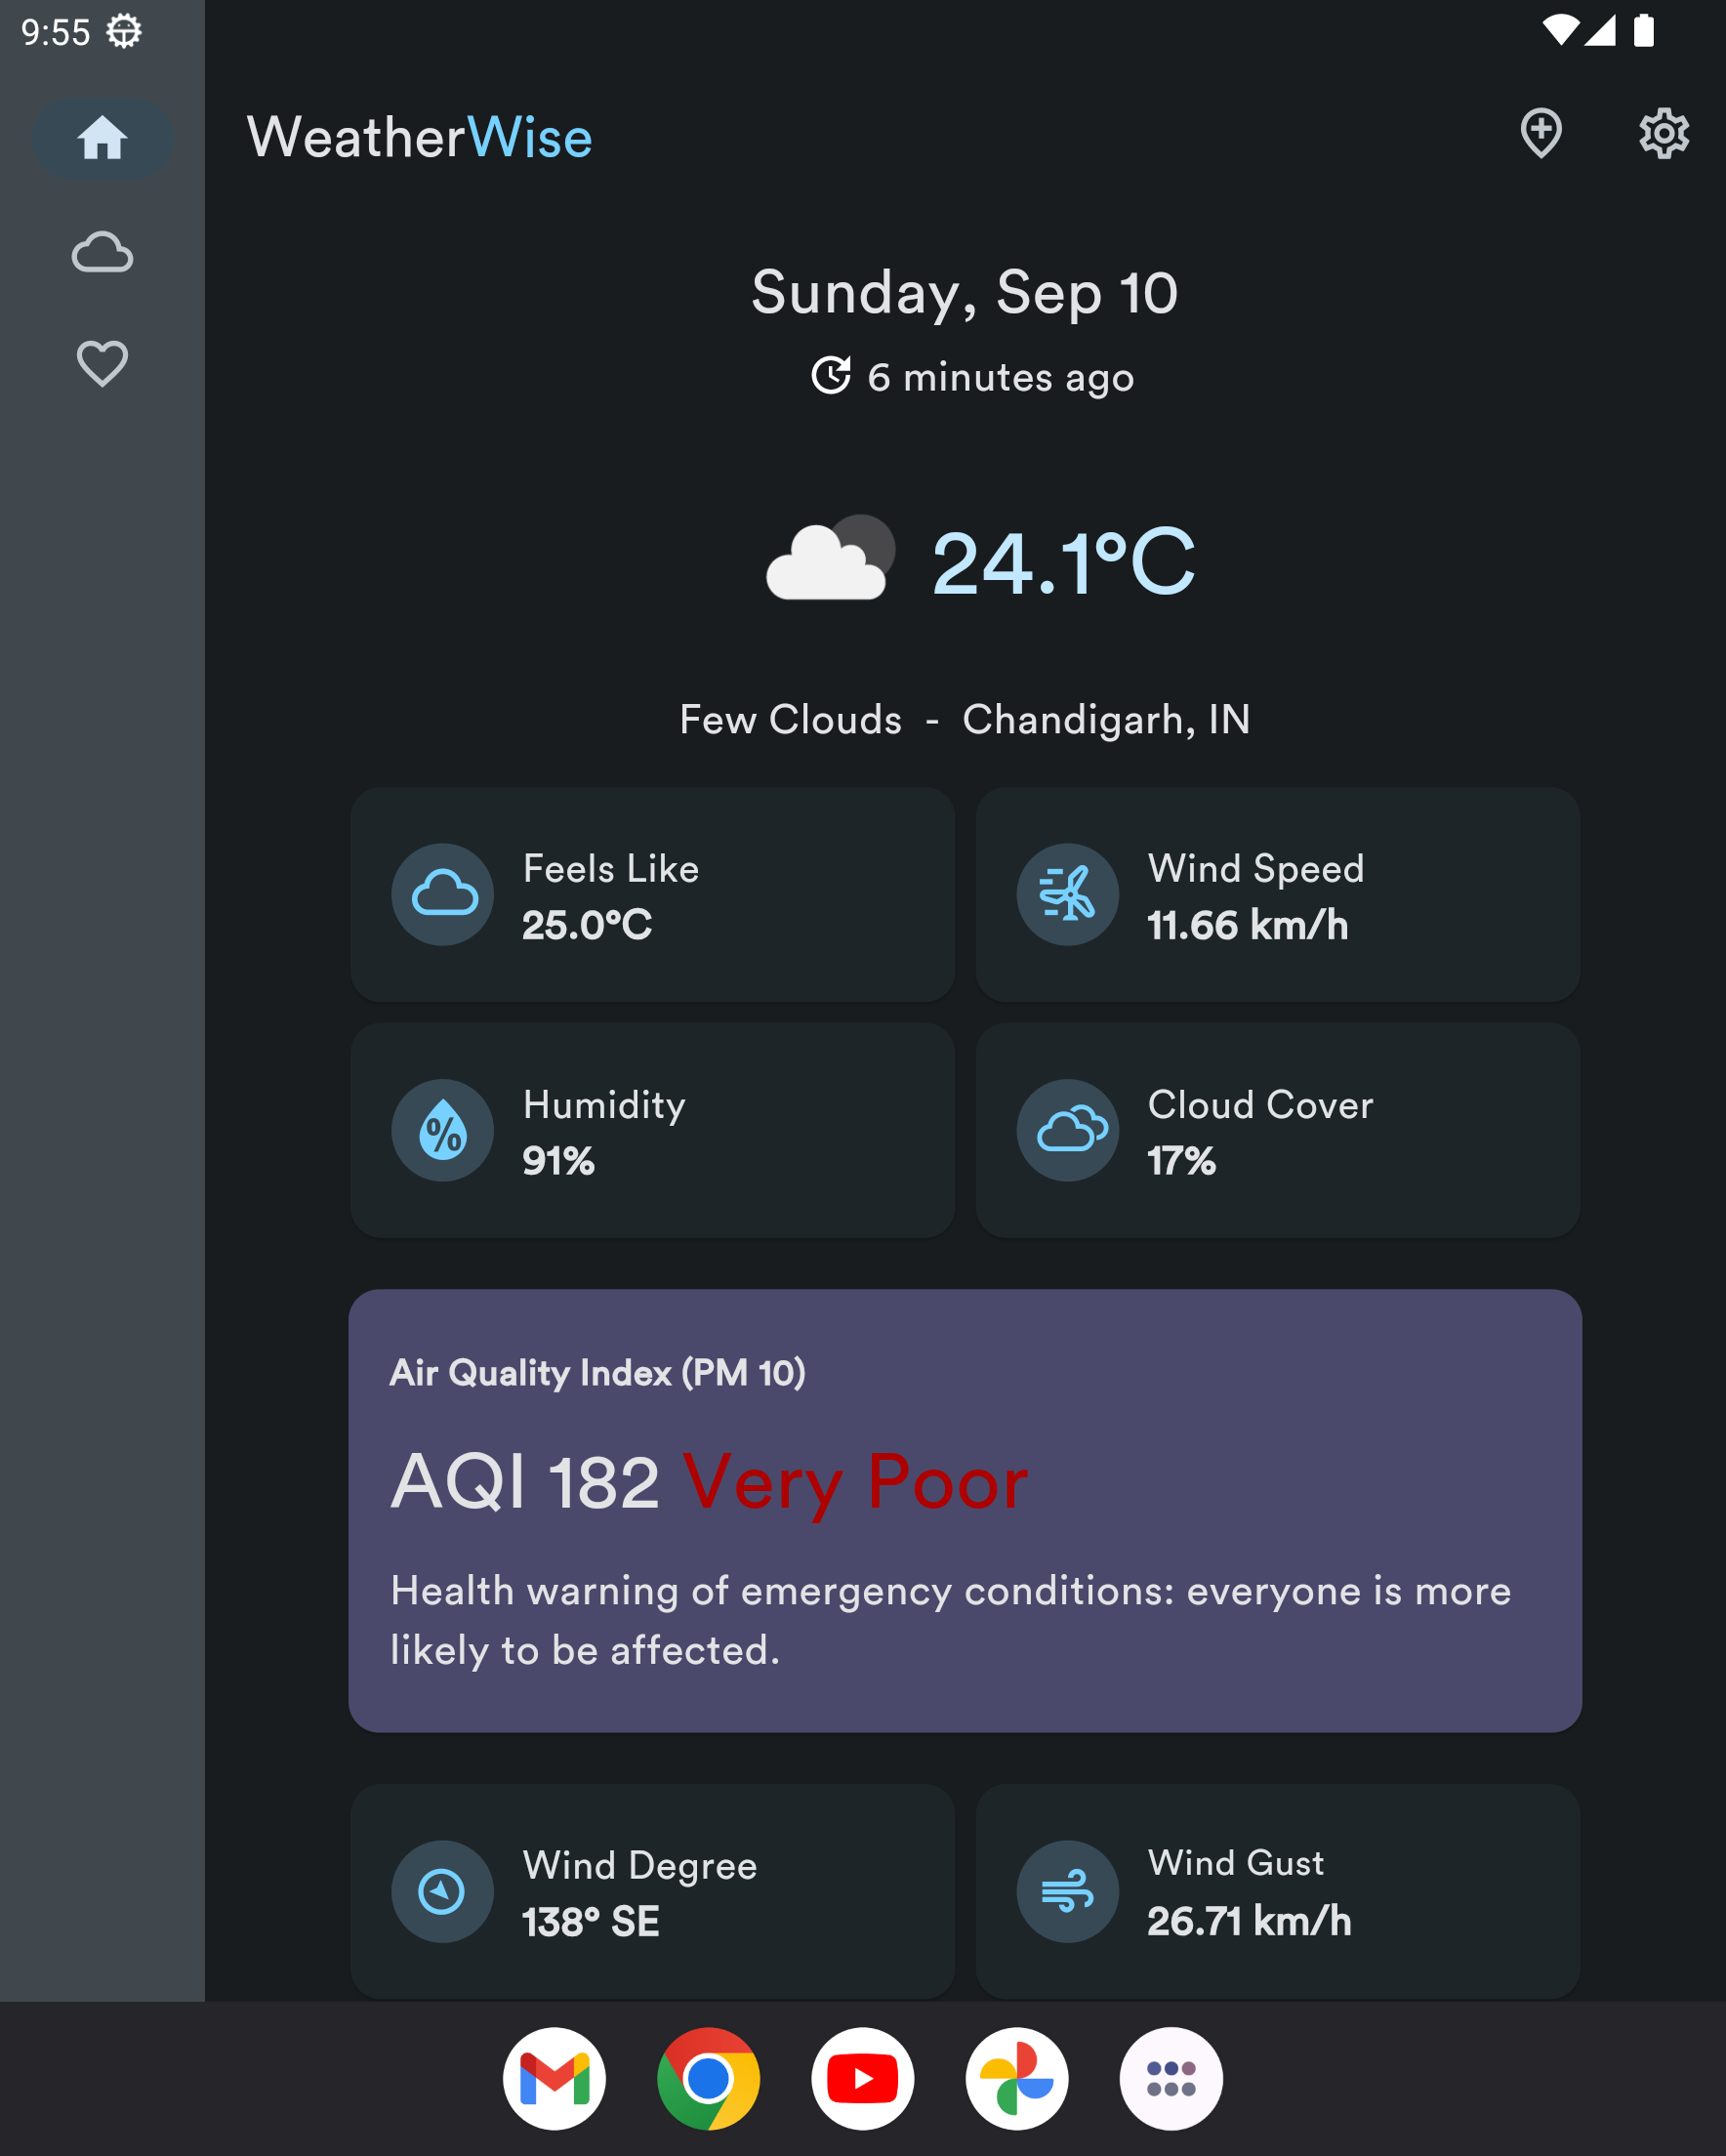 9:55
WeatherWise
Sunday, Sep 10
6 minutes ago
24.1°C
Few Clouds - Chandigarh, IN
Feels Like
25.0°C
Wind Speed
11.66 km/h
Humidity
91%
Cloud Cover
17%
Air Quality Index (PM 10)
AQI 182 Very Poor
Health warning of emergency conditions: everyone is more
likely to be affected.
Wind Degree
138° SE
Wind Gust
26.71 km/h